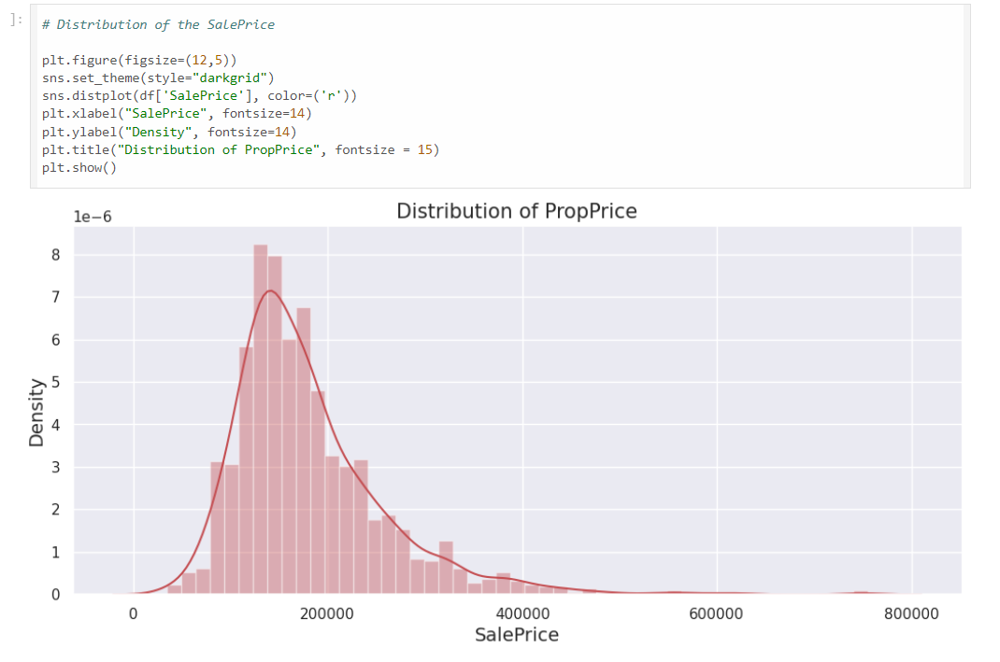 ]:
# Distribution of the SalePrice
plt.figure(figsize=(12,5))
sns.set_theme(style="darkgrid")
sns.distplot(df['SalePrice'], color=('r'))
plt.xlabel("SalePrice", fontsize=14)
plt.ylabel("Density", fontsize=14)
plt.title("Distribution of PropPrice", fontsize = 15)
plt.show()
Distribution of PropPrice
1e−6
8
7
6
5
4
3
2
1
0
Density
0 200000 400000 600000 800000
SalePrice